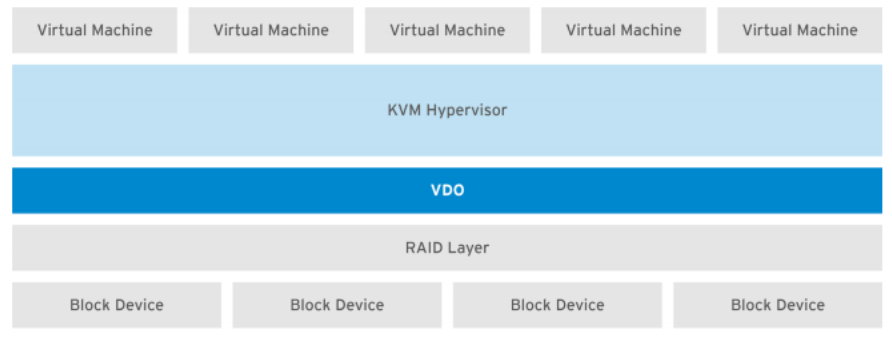 Virtual Machine Virtual Machine Virtual Machine Virtual Machine Virtual Machine
KVM Hypervisor
VDO
RAID Layer
Block Device Block Device Block Device Block Device